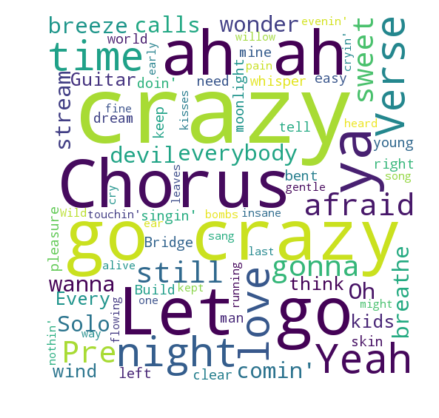 breeze calls wonder willow evenin'
world early mine pain cryin'
time ah ah sweet verse
Guitar doin' need whisper easy
stream fine dream keep kisses moonlight tell young
crazy
devil everybody bent heard right song
Chorus leaves gentle ya
cry afraid
Wild touchin' singin' bombs insane
pleasure ear Bridge sang last
go crazy
alive still gonna breathe
wanna Build kept running think Oh
Every one love kids
Solo way flowing Let go man might
nothin' Pre night skin Yeah
wind left clear comin'